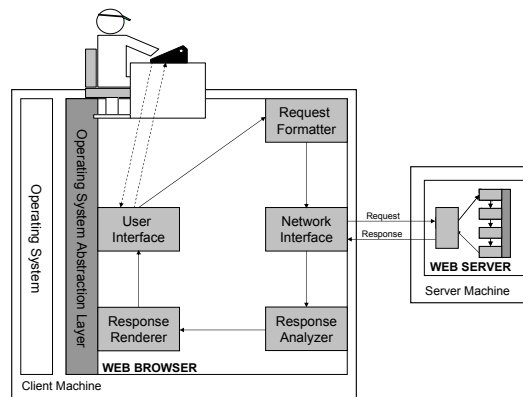 Request
Formatter
Operating System
Operating System Abstraction Layer
User
Interface
Network
Interface
Request
Response
WEB SERVER
Server Machine
Response
Renderer
Response
Analyzer
WEB BROWSER
Client Machine